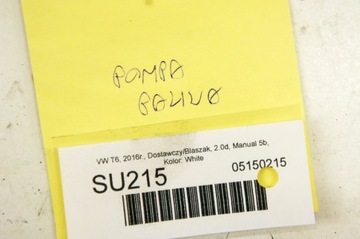 POMPA
PALIWA
VW T6, 2016r., Dostawczy/Blaszak, 2.0d, Manual 5b,
Kolor: White
SU215
05150215